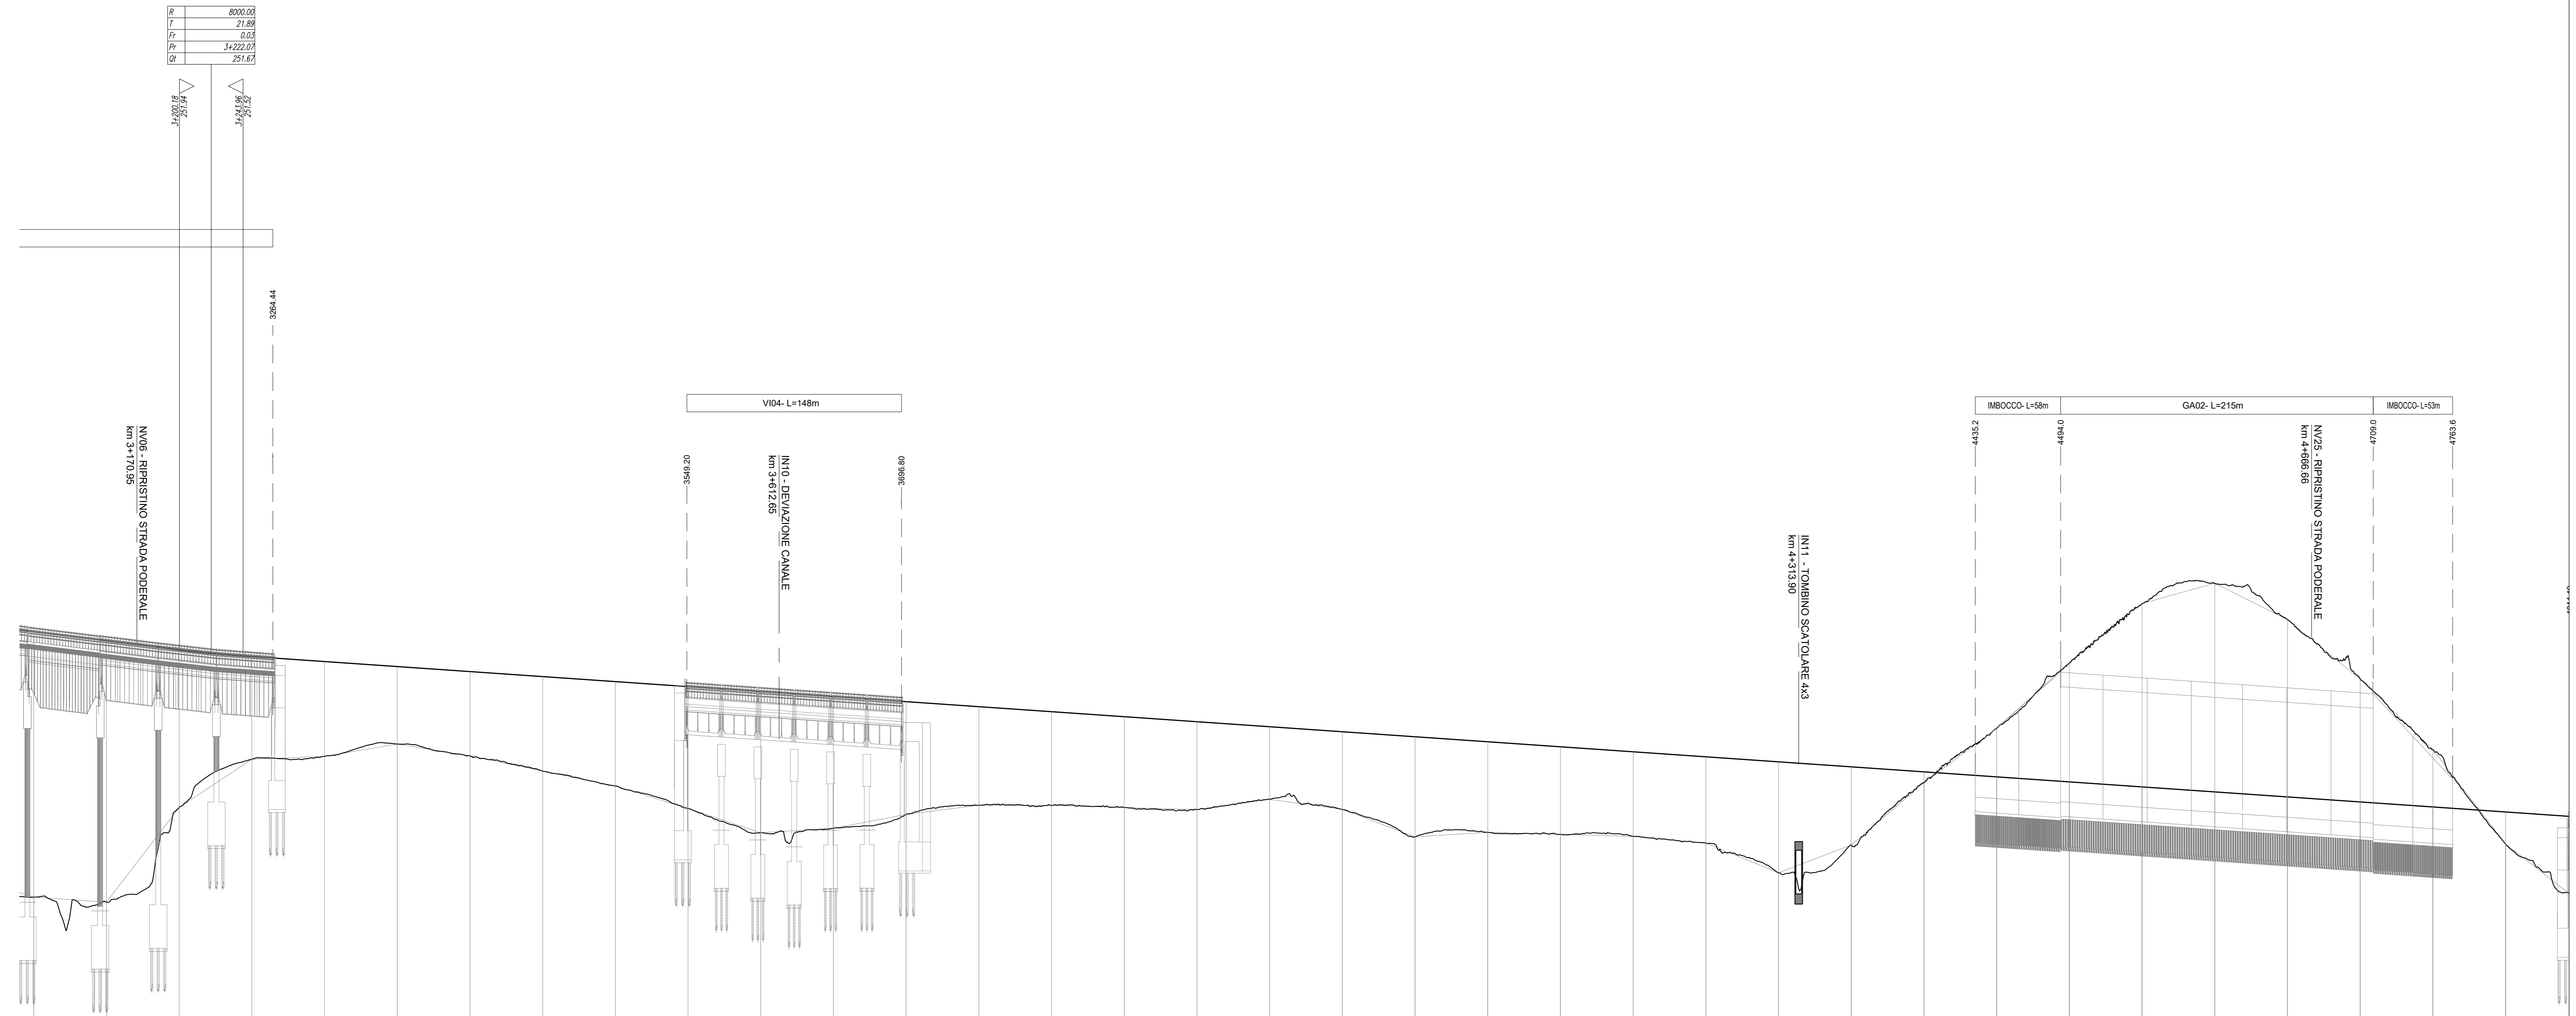 R 8000.00
T 21.89
Fr 0.03
Pr 3+222.07
Qt 251.67
3+200.18
251.94
3+243.96
251.52
3264.44
NV06 - RIPRISTINO STRADA PODERALE
km 3+170.95
VI04- L=148m
3549.20
IN10 - DEVIAZIONE CANALE
km 3+612.65
3696.80
IN11 - TOMBINO SCATOLARE 4x3
km 4+313.90
IMBOCCO- L=58m
GA02- L=215m
IMBOCCO- L=53m
4435.2
4494.0
NV25 - RIPRISTINO STRADA PODERALE
km 4+666.66
4709.0
4763.6